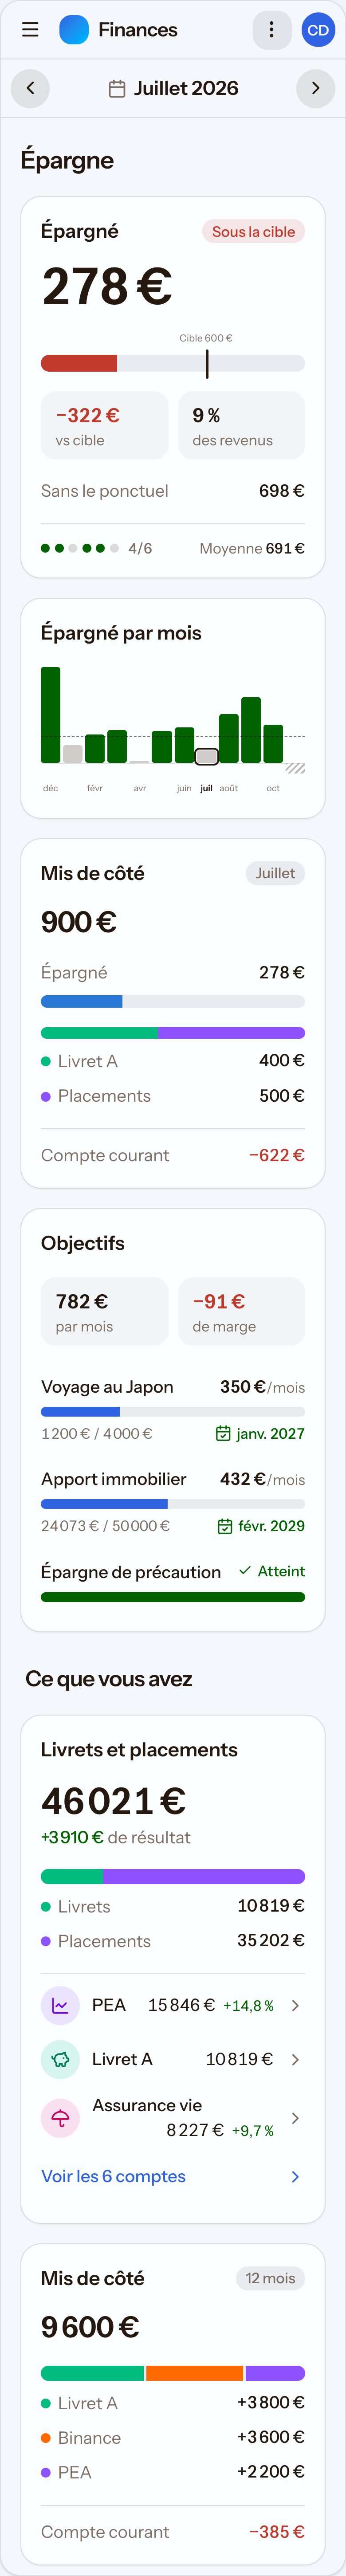 Finances
CD
Juillet 2026
Épargne
Épargné
Sous la cible
278 €
Cible 600 €
−322 €
9 %
vs cible
des revenus
Sans le ponctuel
698 €
4/6
Moyenne 691 €
Épargné par mois
déc févr avr juin juil août oct
Mis de côté
Juillet
900 €
Épargné
278 €
Livret A
400 €
Placements
500 €
Compte courant
−622 €
Objectifs
782 €
−91 €
par mois
de marge
Voyage au Japon
350 €/mois
1 200 € / 4 000 €
janv. 2027
Apport immobilier
432 €/mois
24 073 € / 50 000 €
févr. 2029
Épargne de précaution
Atteint
Ce que vous avez
Livrets et placements
46 021 €
+3 910 € de résultat
Livrets
10 819 €
Placements
35 202 €
PEA
15 846 € +14,8 %
Livret A
10 819 €
Assurance vie
8 227 € +9,7 %
Voir les 6 comptes
Mis de côté
12 mois
9 600 €
Livret A
+3 800 €
Binance
+3 600 €
PEA
+2 200 €
Compte courant
−385 €